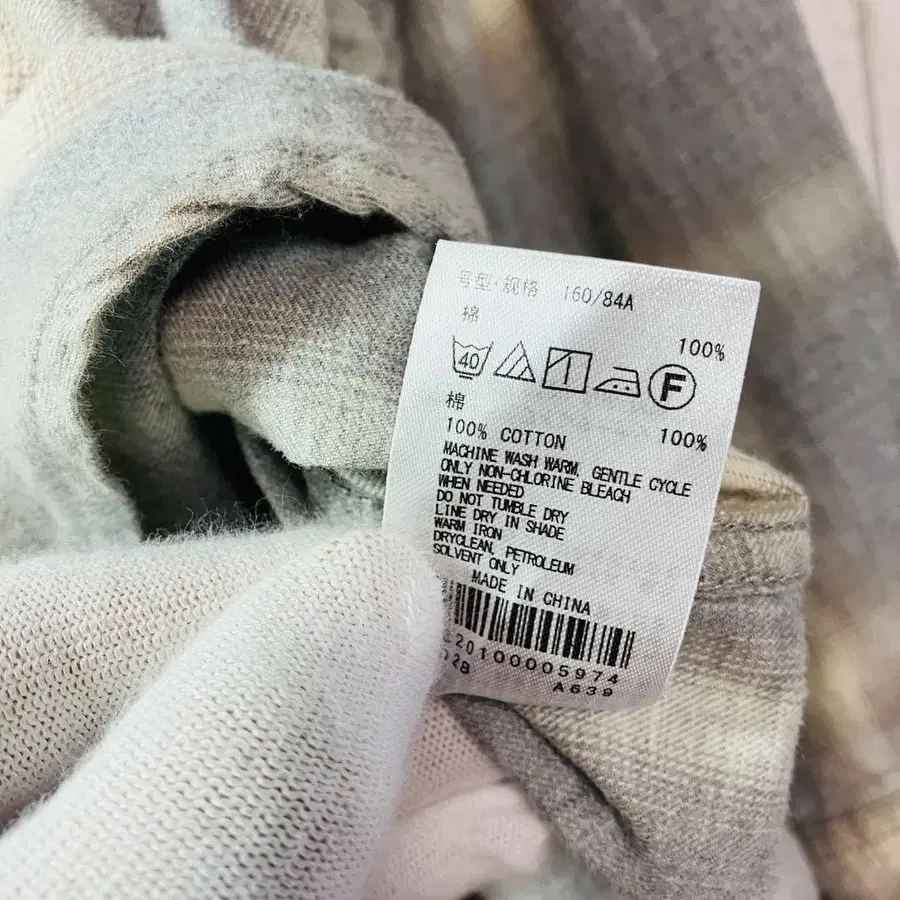 号型·规格 160/84A
棉 100%
40 F
棉
100% COTTON 100%
MACHINE WASH WARM, GENTLE CYCLE
ONLY NON-CHLORINE BLEACH
WHEN NEEDED
DO NOT TUMBLE DRY
LINE DRY IN SHADE
WARM IRON
DRYCLEAN, PETROLEUM
SOLVENT ONLY
MADE IN CHINA
20100005974
02B A639